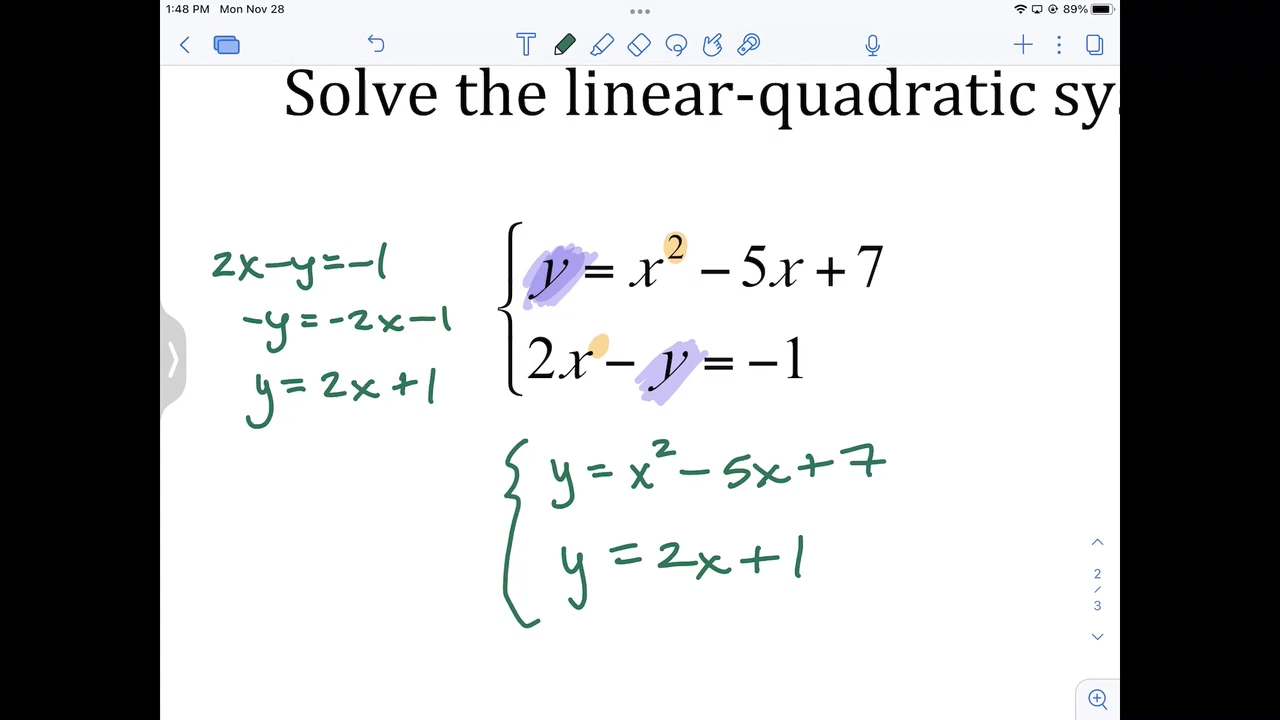 1:48 PM Mon Nov 28
89%
T
Solve the linear-quadratic
2x-y=-1
-y=-2x-1
y=2x+1
y = x² − 5x + 7
2x − y = −1
y=x²-5x+7
y=2x+1
2
/
3